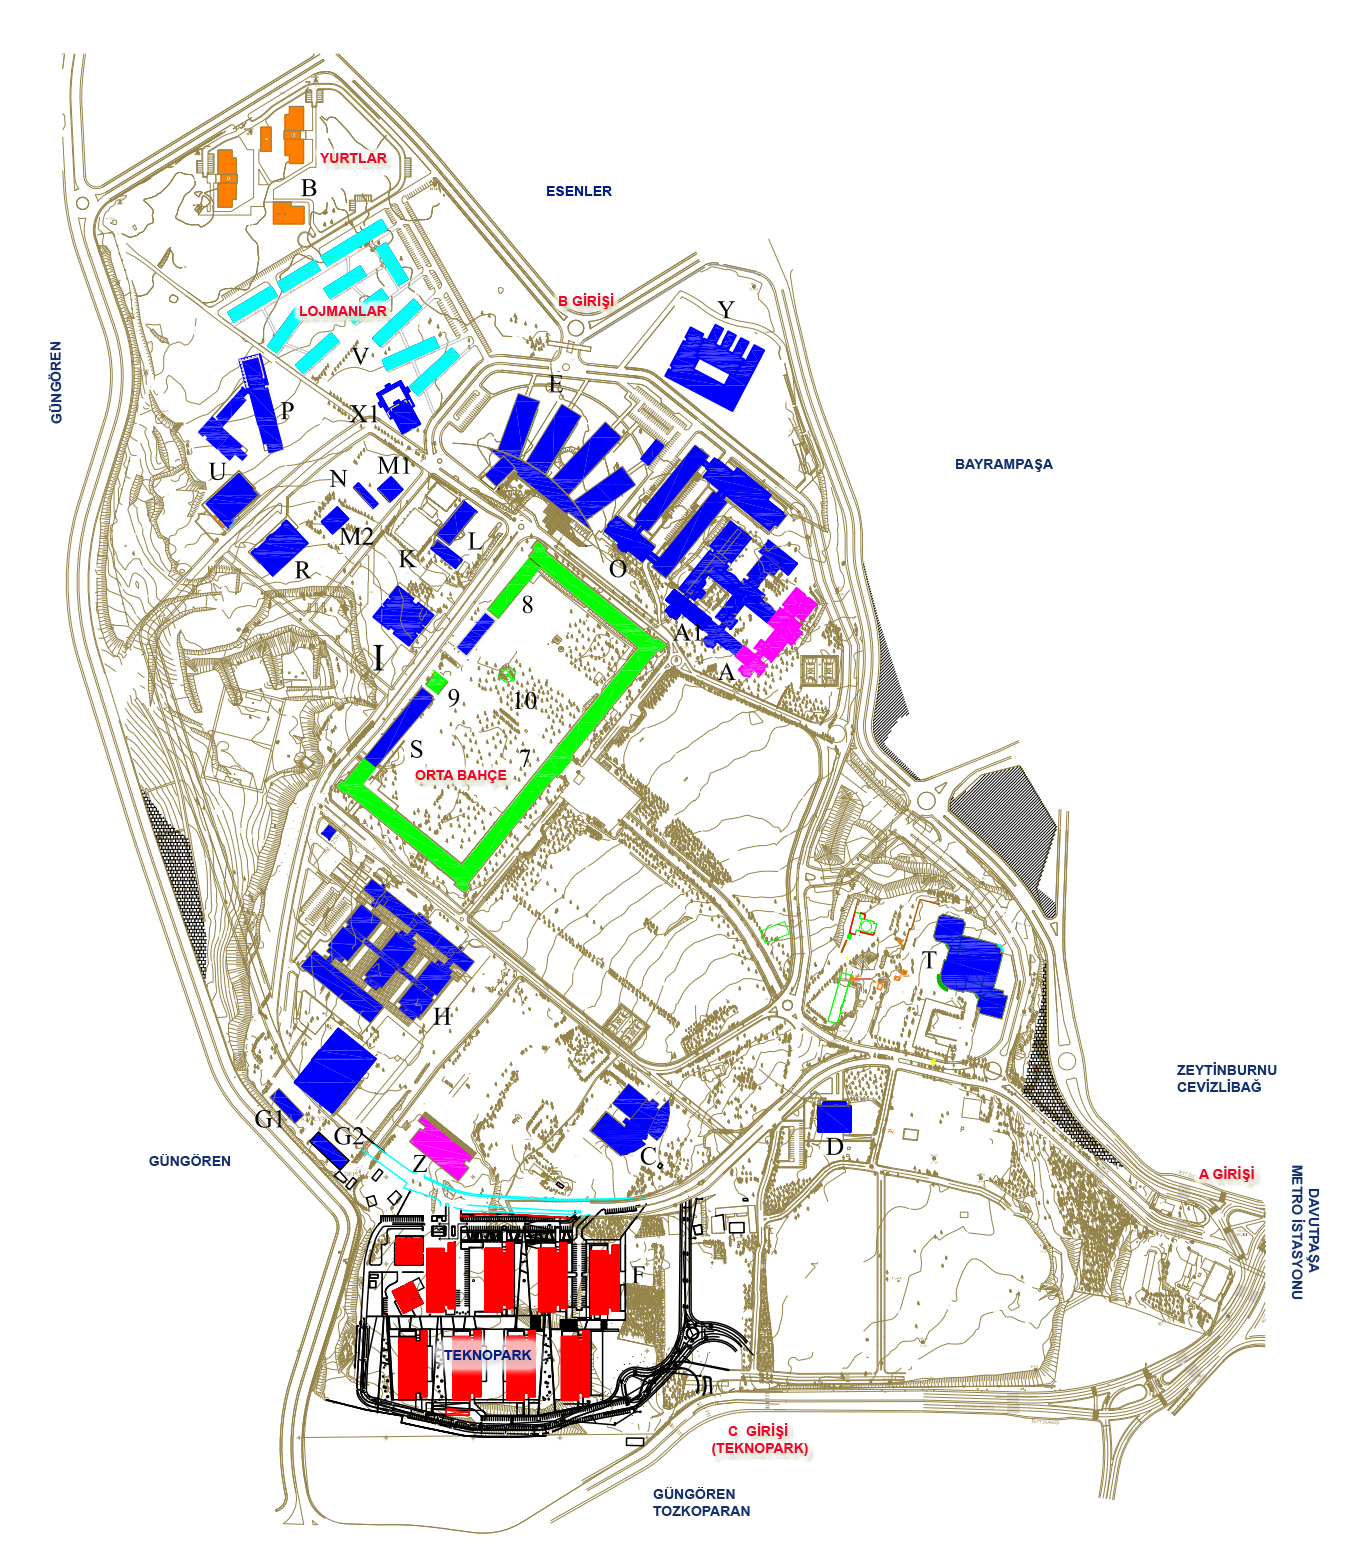 YURTLAR
B
ESENLER
B GİRİŞİ
LOJMANLAR
Y
GÜNGÖREN
V
E
P
X1
BAYRAMPAŞA
U
N
M1
M2
L
K
R
O
8
A1
I
A
9
10
S
7
ORTA BAHÇE
T
H
ZEYTİNBURNU
CEVİZLİBAĞ
G1
G2
D
C
Z
GÜNGÖREN
A GİRİŞİ
DAVUTPAŞA
METRO İSTASYONU
F
TEKNOPARK
C GİRİŞİ
(TEKNOPARK)
GÜNGÖREN
TOZKOPARAN